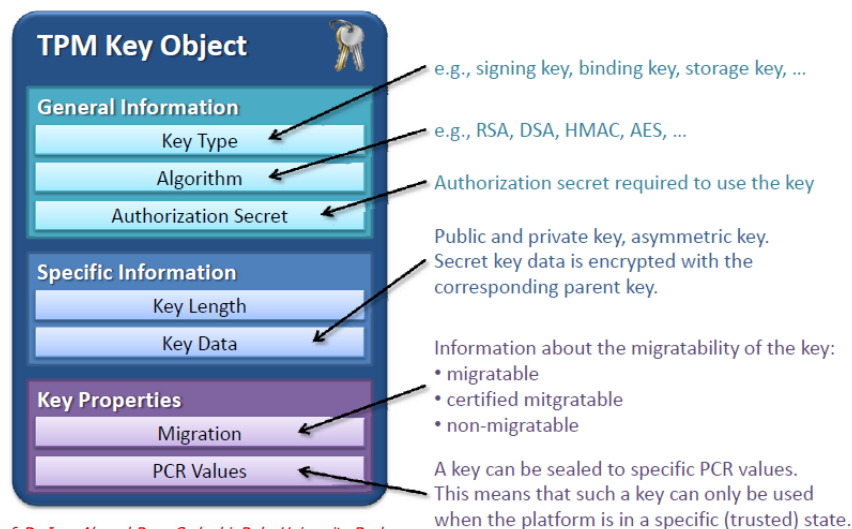 TPM Key Object
e.g., signing key, binding key, storage key, ...
General Information
Key Type
e.g., RSA, DSA, HMAC, AES, ...
Algorithm
Authorization secret required to use the key
Authorization Secret
Public and private key, asymmetric key.
Secret key data is encrypted with the
corresponding parent key.
Specific Information
Key Length
Key Data
Information about the migratability of the key:
• migratable
• certified mitgratable
• non-migratable
Key Properties
Migration
PCR Values
A key can be sealed to specific PCR values.
This means that such a key can only be used
when the platform is in a specific (trusted) state.